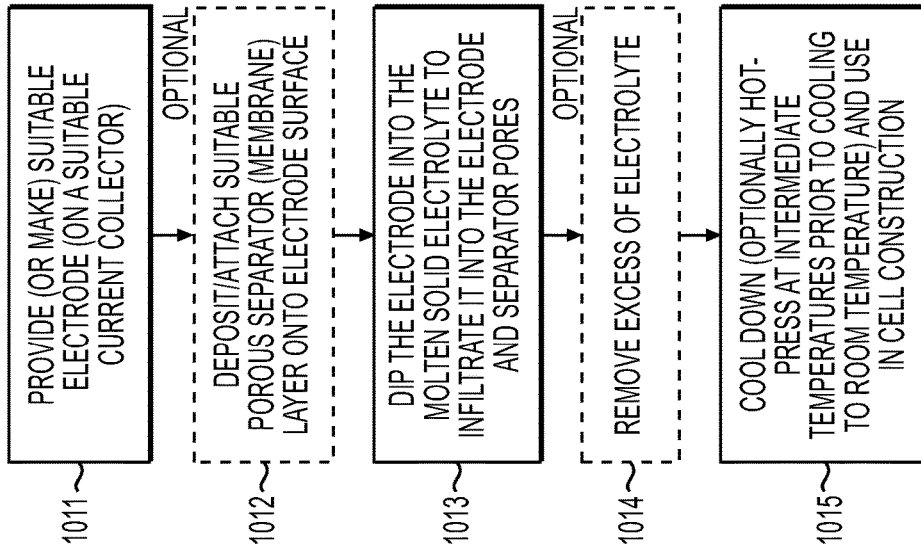 1011
PROVIDE (OR MAKE) SUITABLE
ELECTRODE (ON A SUITABLE
CURRENT COLLECTOR)
OPTIONAL
1012
DEPOSIT/ATTACH SUITABLE
POROUS SEPARATOR (MEMBRANE)
LAYER ONTO ELECTRODE SURFACE
1013
DIP THE ELECTRODE INTO THE
MOLTEN SOLID ELECTROLYTE TO
INFILTRATE IT INTO THE ELECTRODE
AND SEPARATOR PORES
OPTIONAL
1014
REMOVE EXCESS OF ELECTROLYTE
1015
COOL DOWN (OPTIONALLY HOT-
PRESS AT INTERMEDIATE
TEMPERATURES PRIOR TO COOLING
TO ROOM TEMPERATURE) AND USE
IN CELL CONSTRUCTION